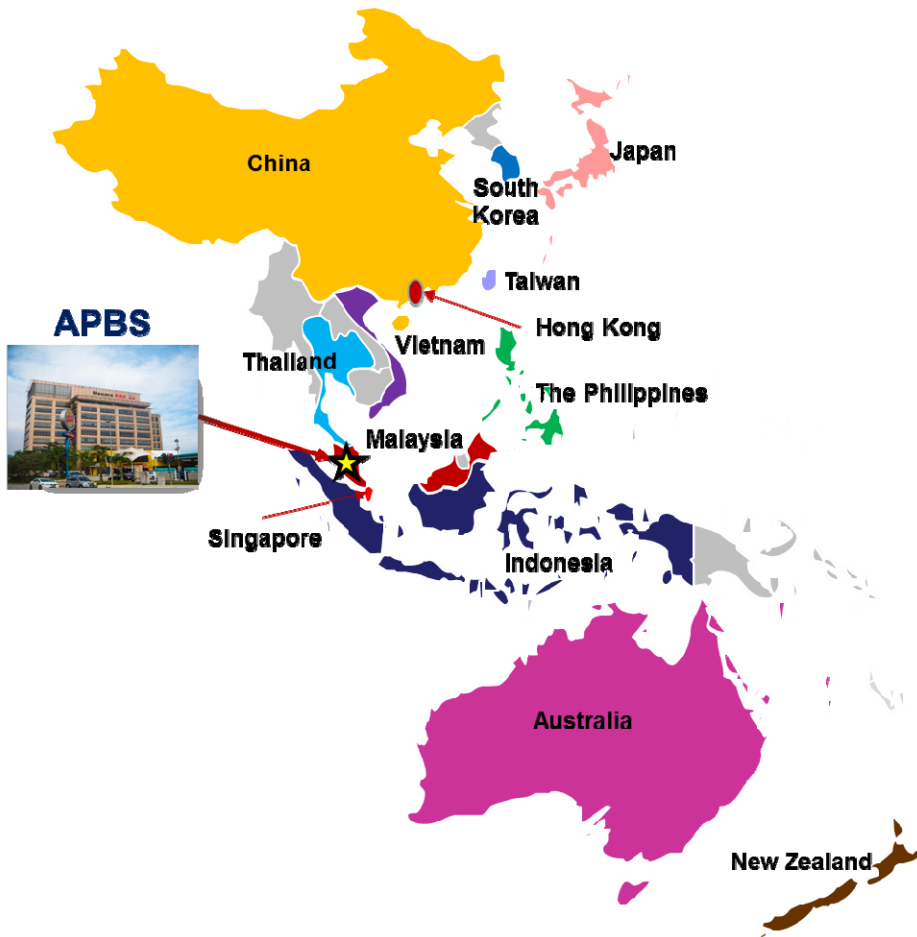 China
Japan
South
Korea
Taiwan
APBS
Hong Kong
Vietnam
Thailand
The Philippines
Malaysia
Singapore
Indonesia
Australia
New Zealand